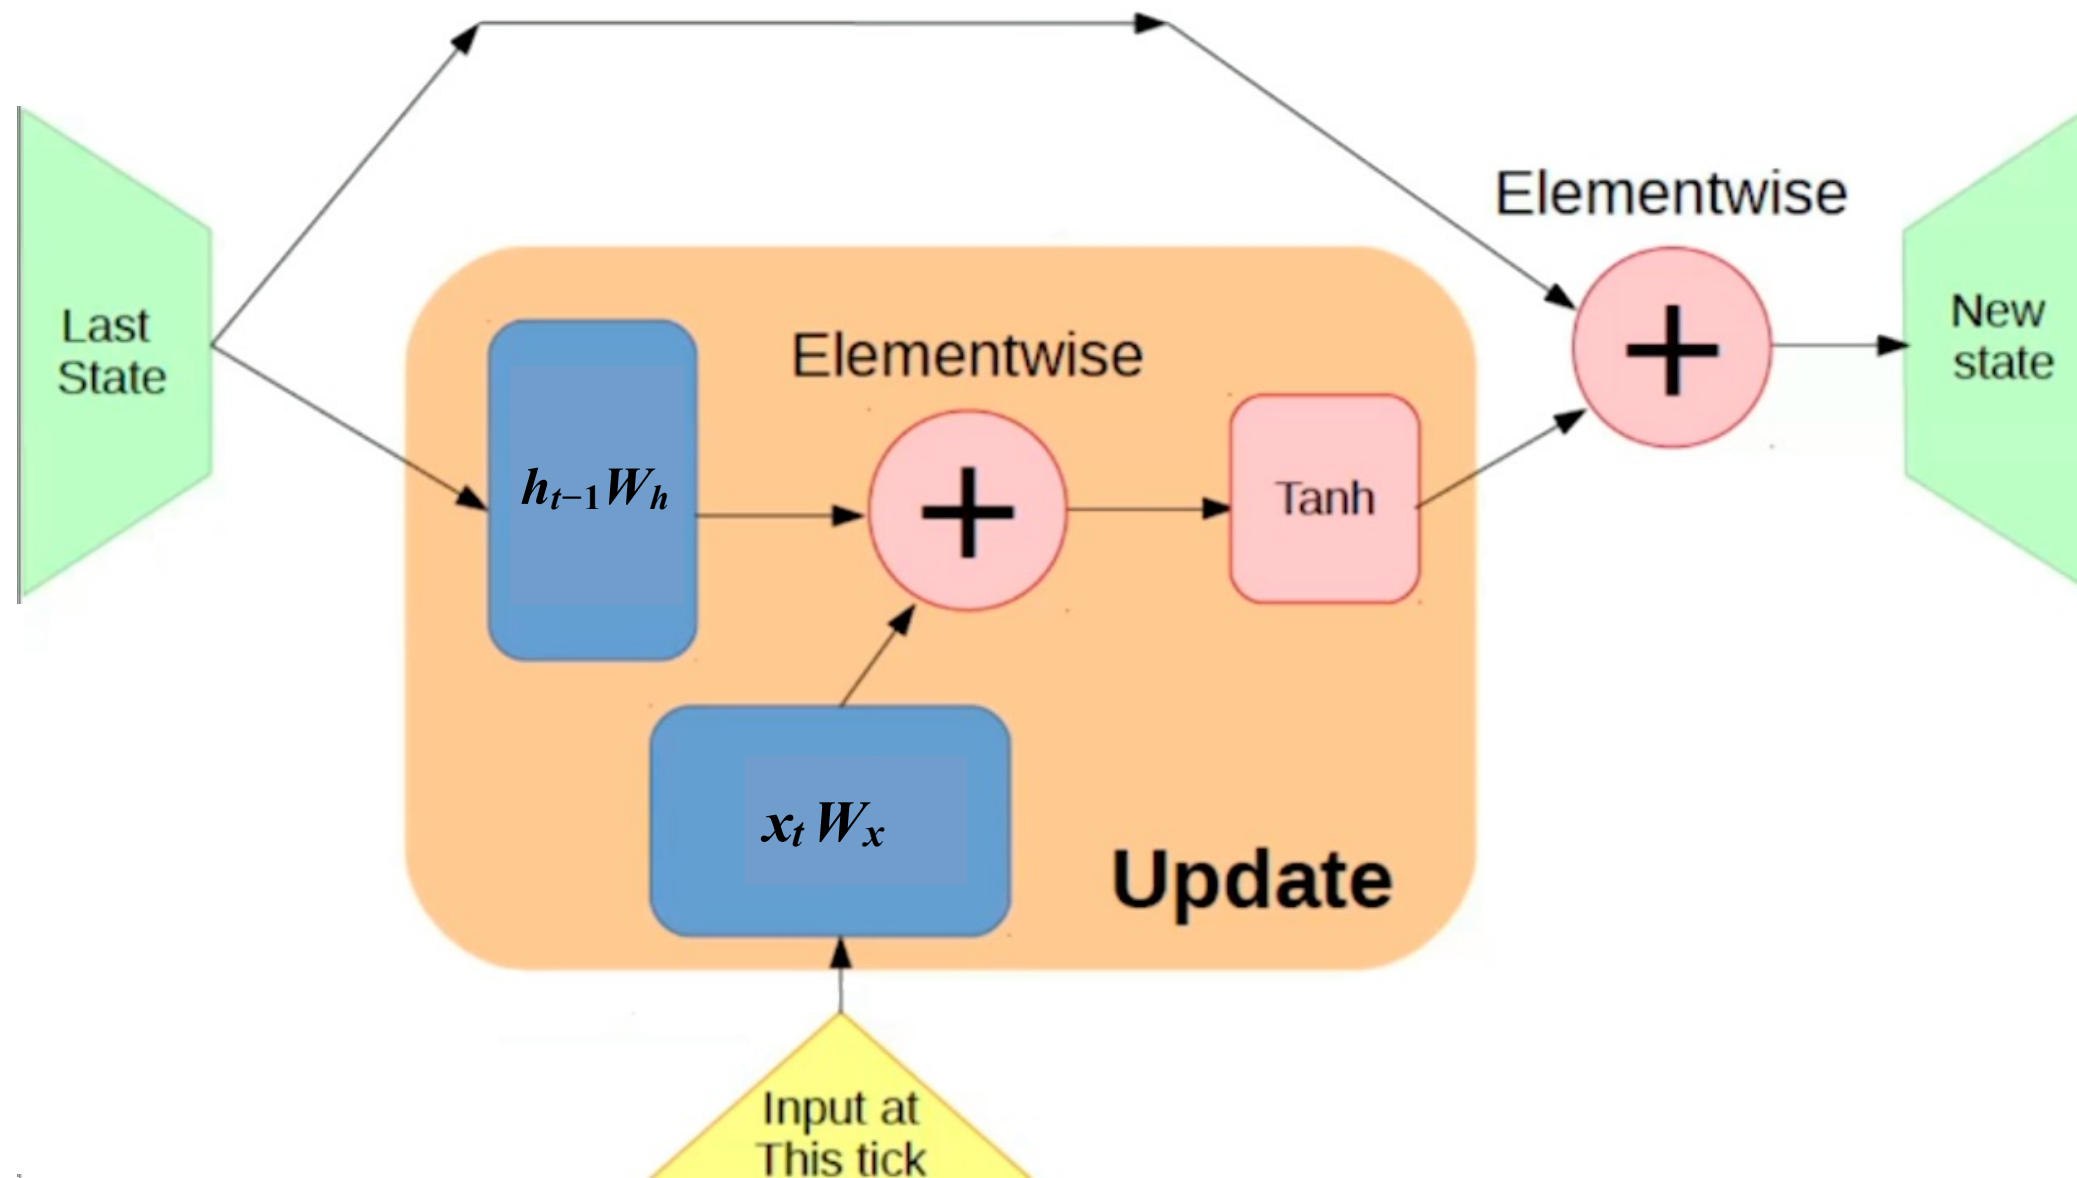 Elementwise
Last
State
Elementwise
New
state
h_{t-1}W_h
+
+
Tanh
x_t W_x
Update
Input at
This tick